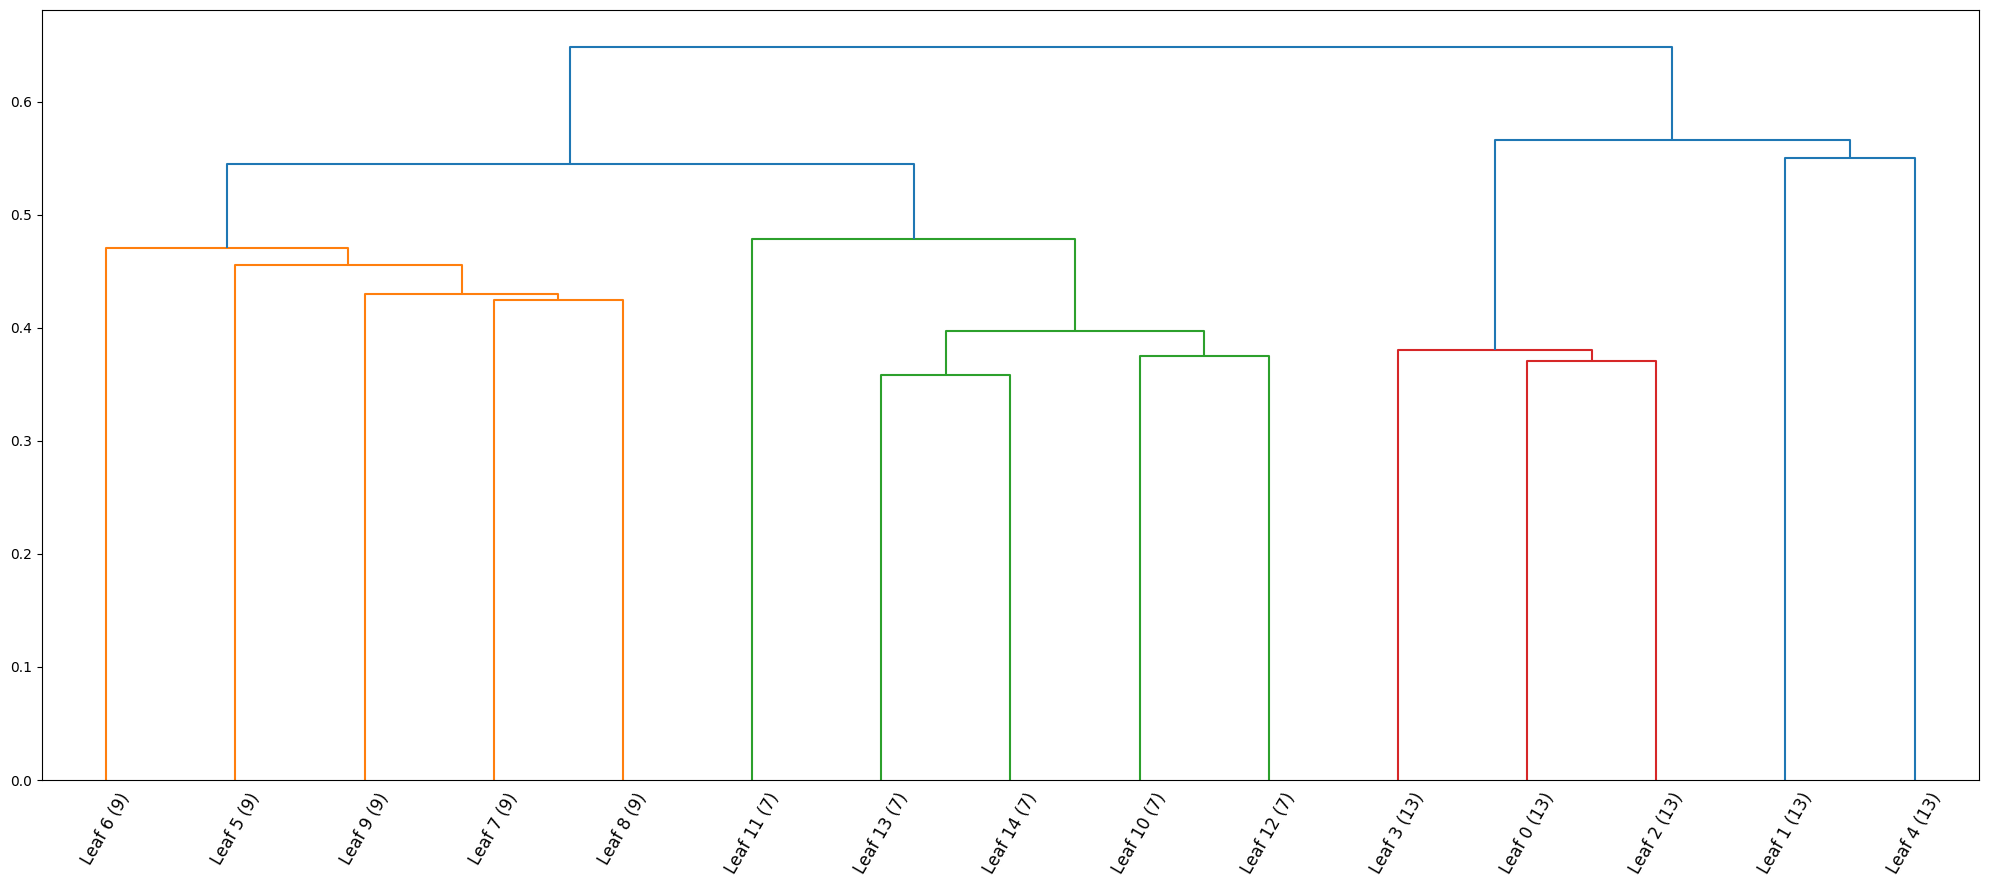 0.6
0.5
0.4
0.3
0.2
0.1
0.0
Leaf 6 (9)
Leaf 5 (9)
Leaf 9 (9)
Leaf 7 (9)
Leaf 8 (9)
Leaf 11 (7)
Leaf 13 (7)
Leaf 14 (7)
Leaf 10 (7)
Leaf 12 (7)
Leaf 3 (13)
Leaf 0 (13)
Leaf 2 (13)
Leaf 1 (13)
Leaf 4 (13)